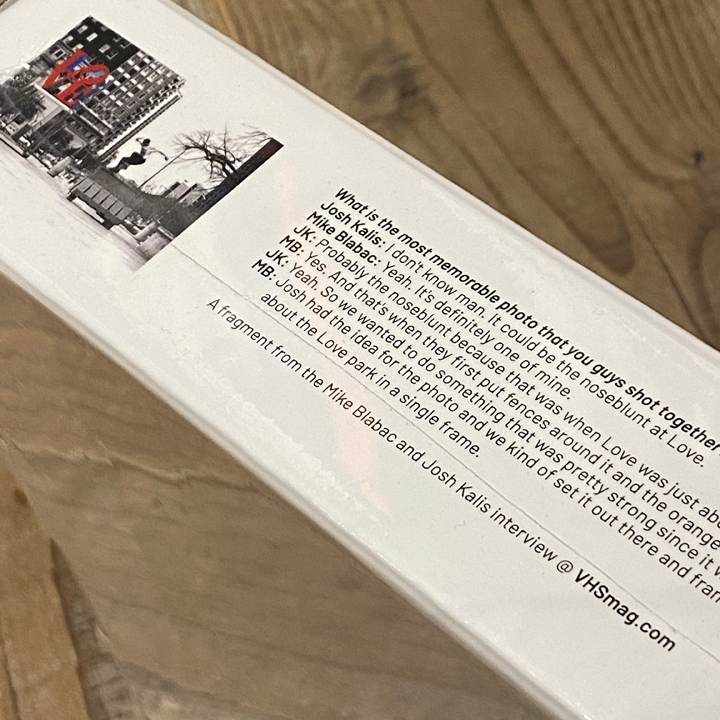 LO
VE
What is the most memorable photo that you guys shot together
Josh Kalis: I don't know man. It could be the noseblunt at Love.
Mike Blabac: Yeah. It's definitely one of mine.
JK: Probably the noseblunt because that was when Love was just
MB: Yes. And that's when they first put fences around it and the orange
JK: Yeah. So we wanted to do something that was pretty strong since it
MB: Josh had the idea for the photo and we kind of set it out there and
about the Love park in a single frame.
A fragment from the Mike Blabac and Josh Kalis interview @ VHSmag.com